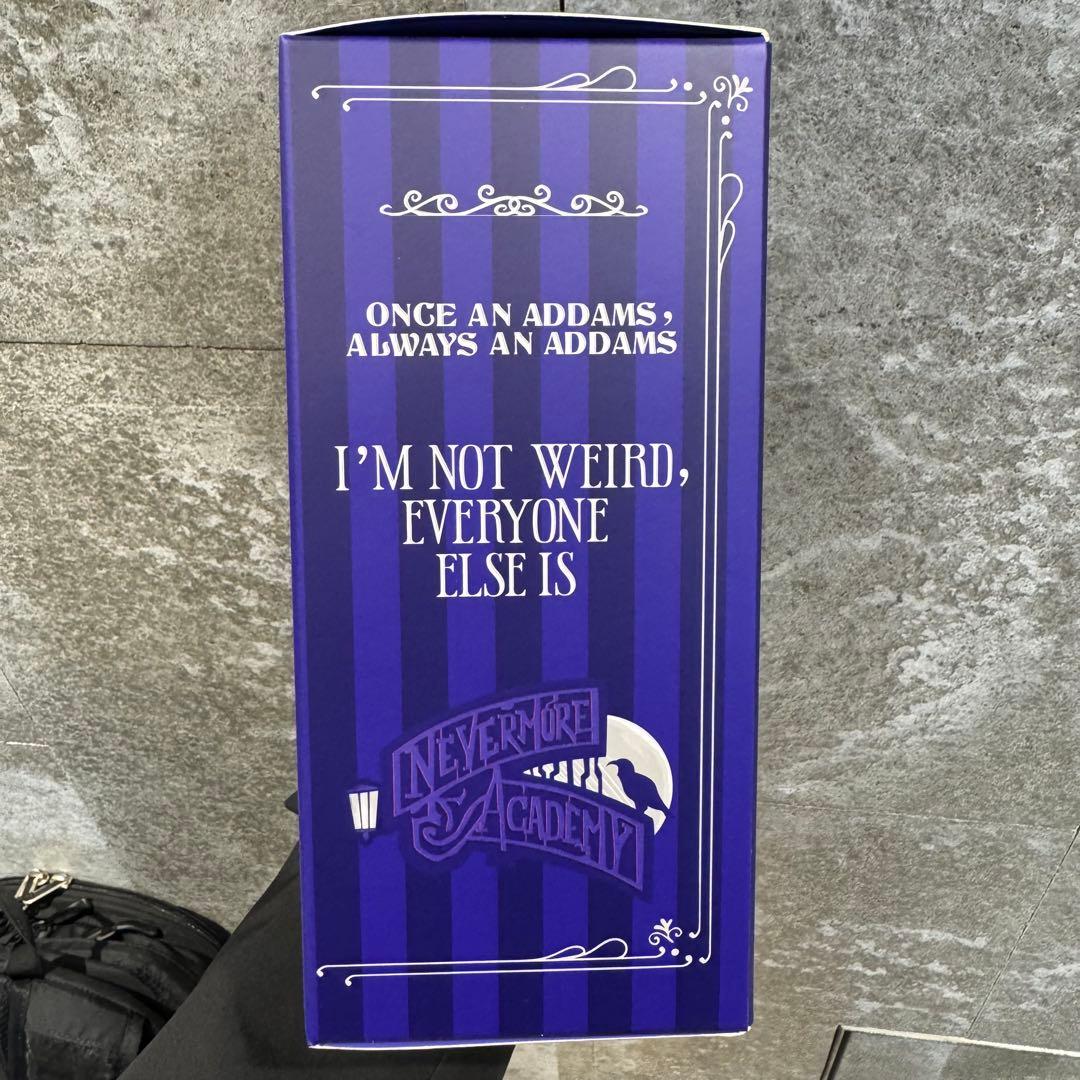 ONCE AN ADDAMS,
ALWAYS AN ADDAMS
I'M NOT WEIRD,
EVERYONE
ELSE IS
NEVERMORE
ACADEMY